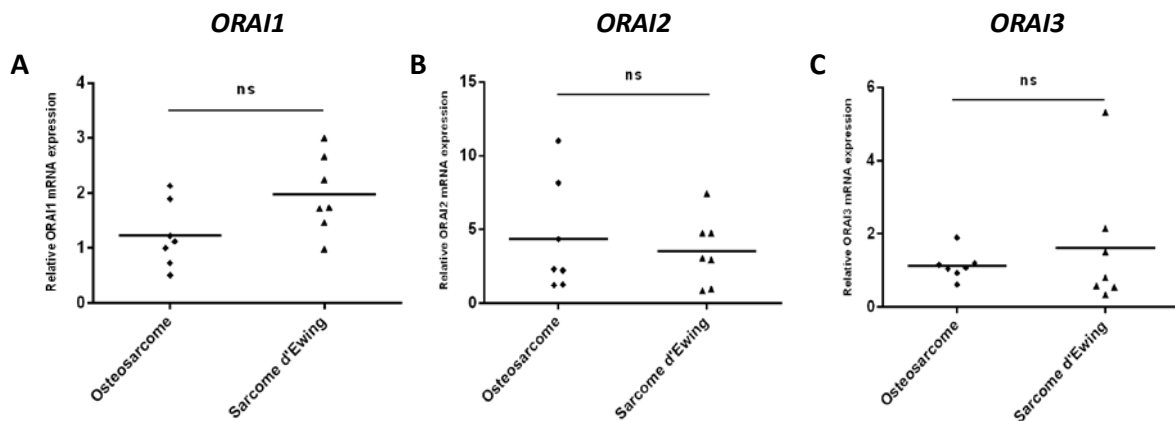 ORAI1
ORAI2
ORAI3
A
Relative ORAI1 mRNA expression
4
3
2
1
0
ns
Osteosarcome
Sarcome d'Ewing
B
Relative ORAI2 mRNA expression
15
10
5
0
ns
Osteosarcome
Sarcome d'Ewing
C
Relative ORAI3 mRNA expression
6
4
2
0
ns
Osteosarcome
Sarcome d'Ewing